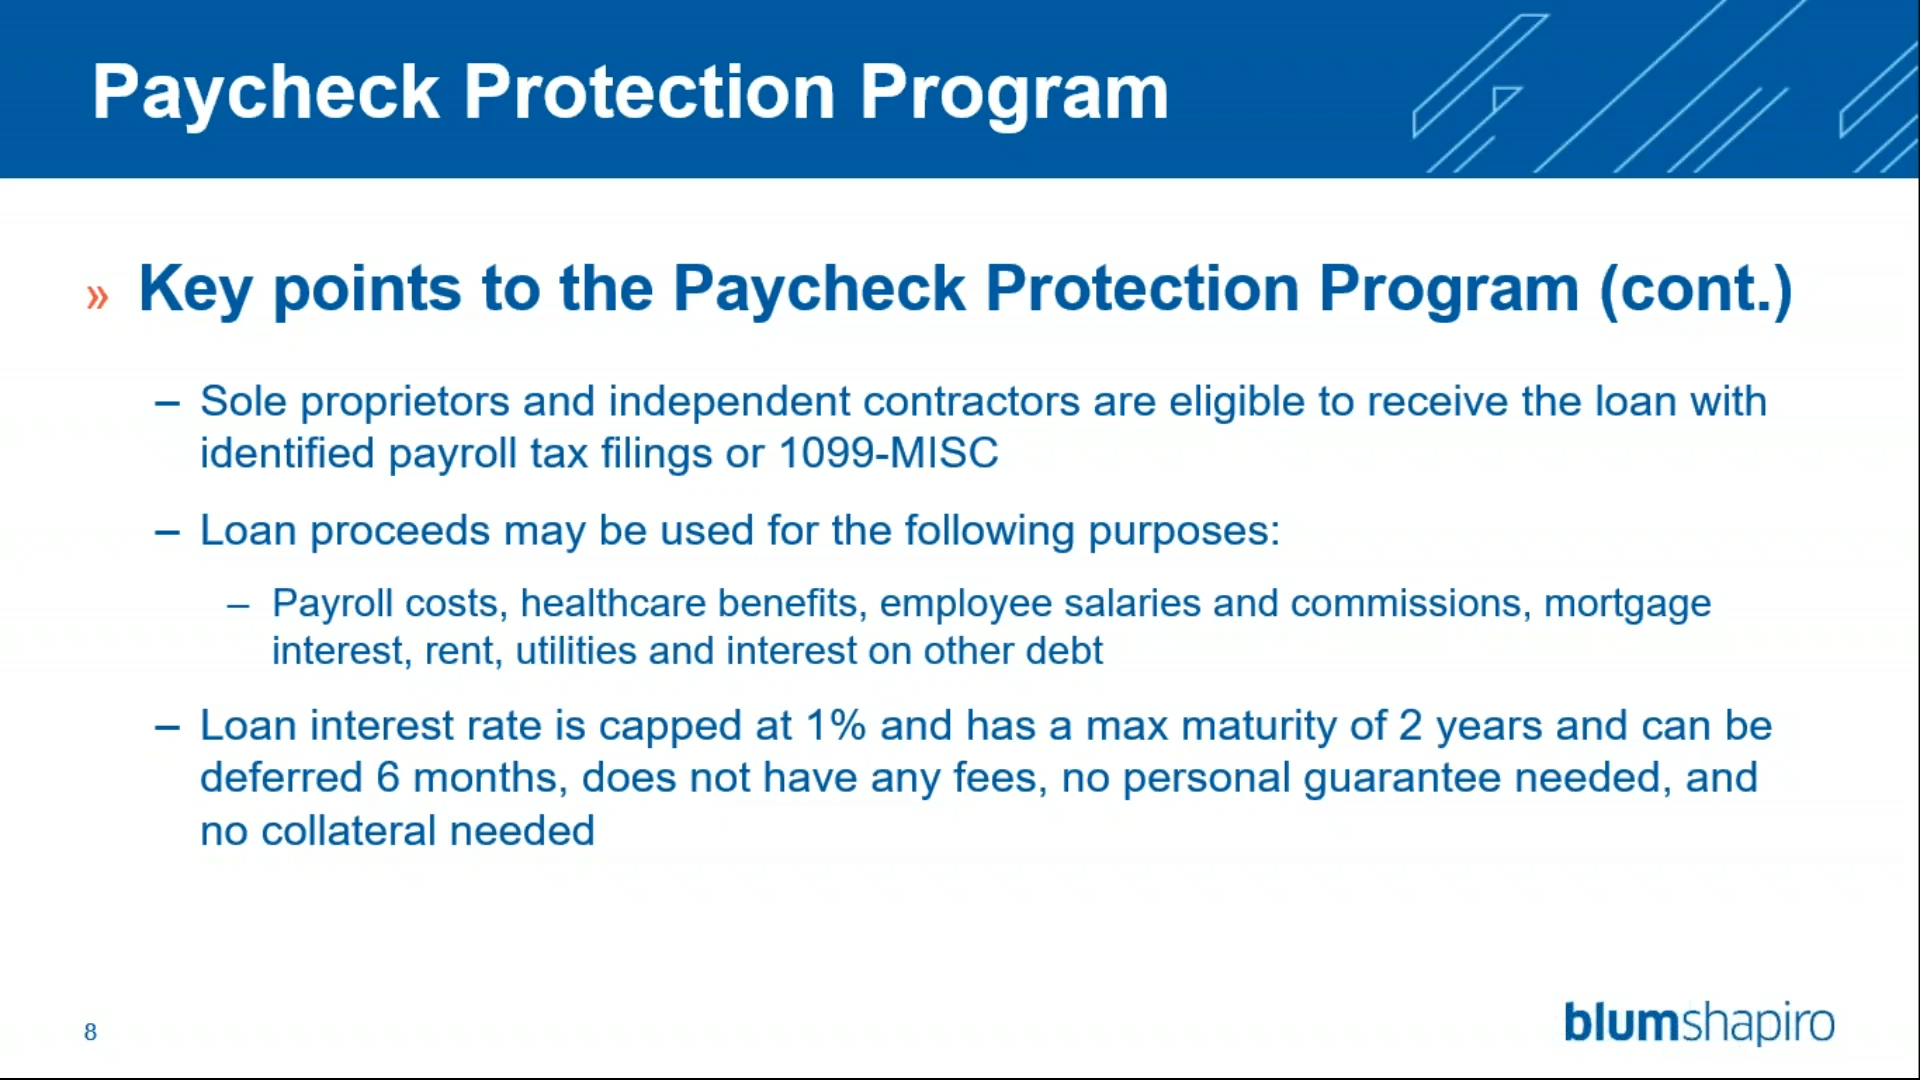 Paycheck Protection Program
» Key points to the Paycheck Protection Program (cont.)
– Sole proprietors and independent contractors are eligible to receive the loan with
identified payroll tax filings or 1099-MISC
– Loan proceeds may be used for the following purposes:
– Payroll costs, healthcare benefits, employee salaries and commissions, mortgage
interest, rent, utilities and interest on other debt
– Loan interest rate is capped at 1% and has a max maturity of 2 years and can be
deferred 6 months, does not have any fees, no personal guarantee needed, and
no collateral needed
8
blumshapiro